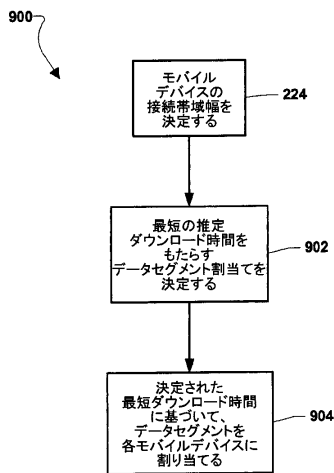 900
モバイル
デバイスの
接続帯域幅を
決定する
224
最短の推定
ダウンロード時間を
もたらす
データセグメント割当てを
決定する
902
決定された
最短ダウンロード時間
に基づいて、
データセグメントを
各モバイルデバイスに
割り当てる
904